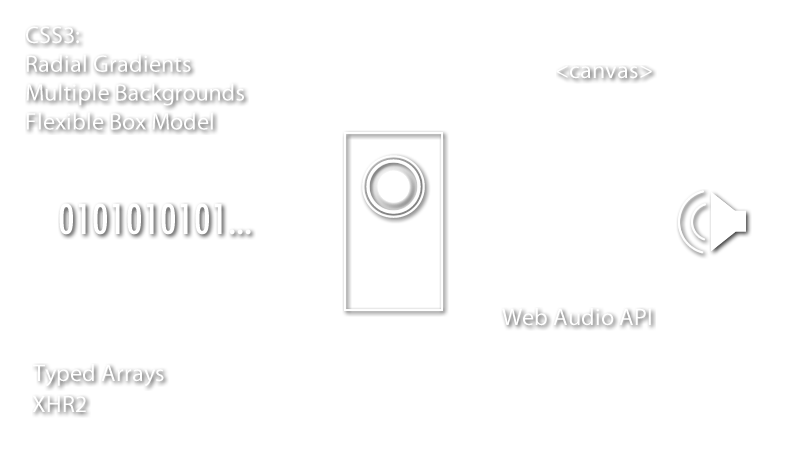 CSS3:
Radial Gradients
Multiple Backgrounds
Flexible Box Model
<canvas>
0101010101...
Web Audio API
Typed Arrays
XHR2